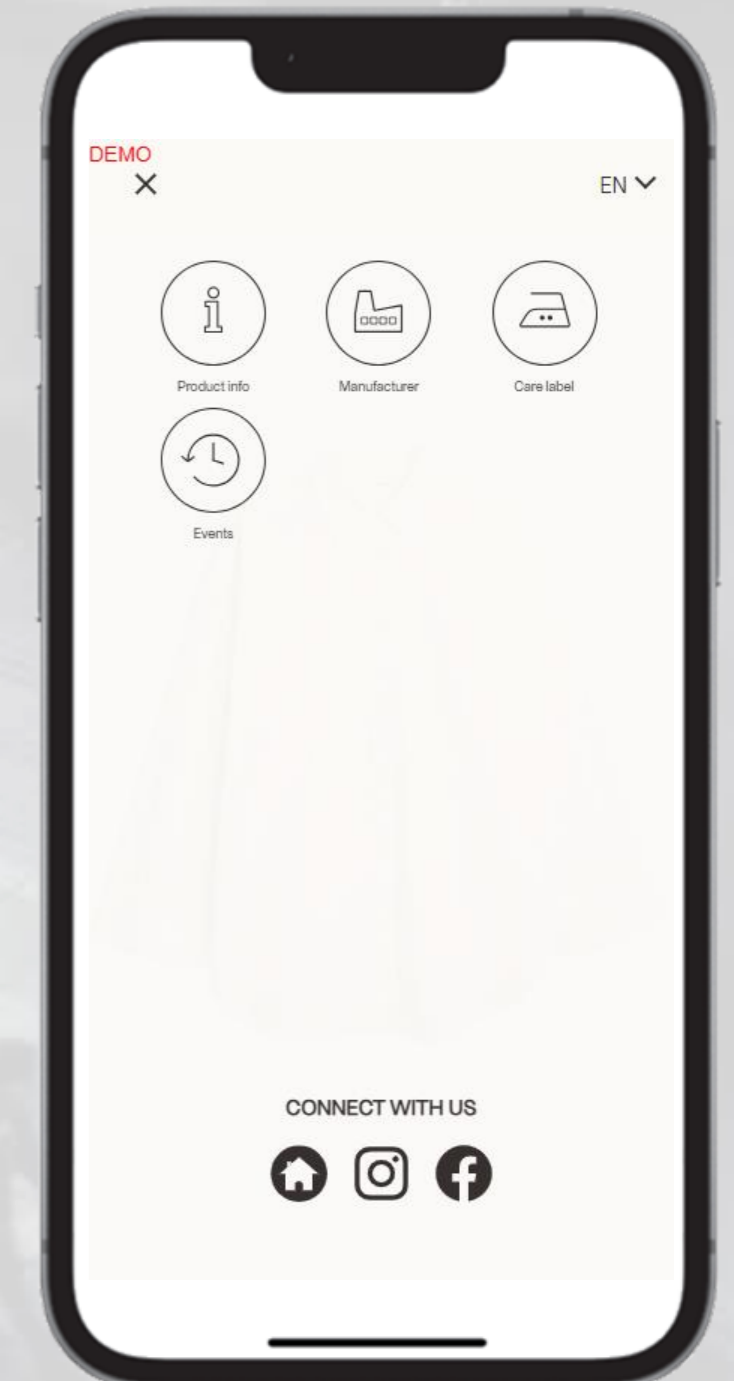 DEMO
EN
Product info
Manufacturer
Care label
Events
CONNECT WITH US